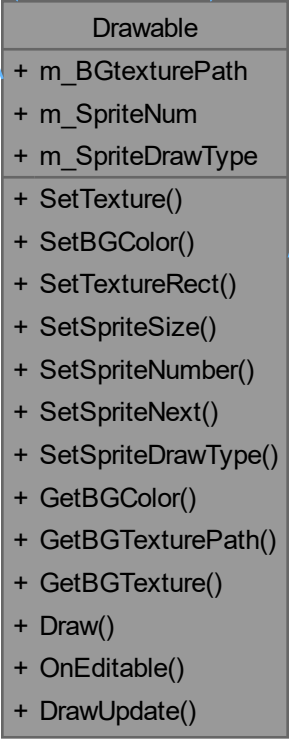 Drawable
+ m_BGtexturePath
+ m_SpriteNum
+ m_SpriteDrawType
+ SetTexture()
+ SetBGColor()
+ SetTextureRect()
+ SetSpriteSize()
+ SetSpriteNumber()
+ SetSpriteNext()
+ SetSpriteDrawType()
+ GetBGColor()
+ GetBGTexturePath()
+ GetBGTexture()
+ Draw()
+ OnEditable()
+ DrawUpdate()